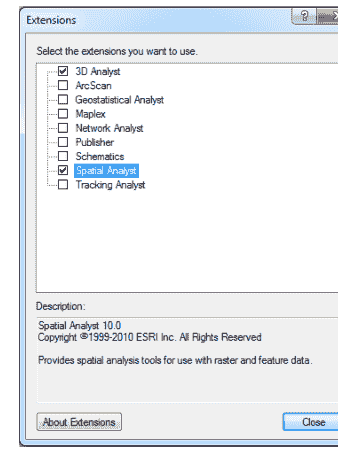 Extensions
Select the extensions you want to use.
3D Analyst
ArcScan
Geostatistical Analyst
Maplex
Network Analyst
Publisher
Schematics
Spatial Analyst
Tracking Analyst
Description:
Spatial Analyst 10.0
Copyright ©1999-2010 ESRI Inc. All Rights Reserved
Provides spatial analysis tools for use with raster and feature data.
About Extensions
Close